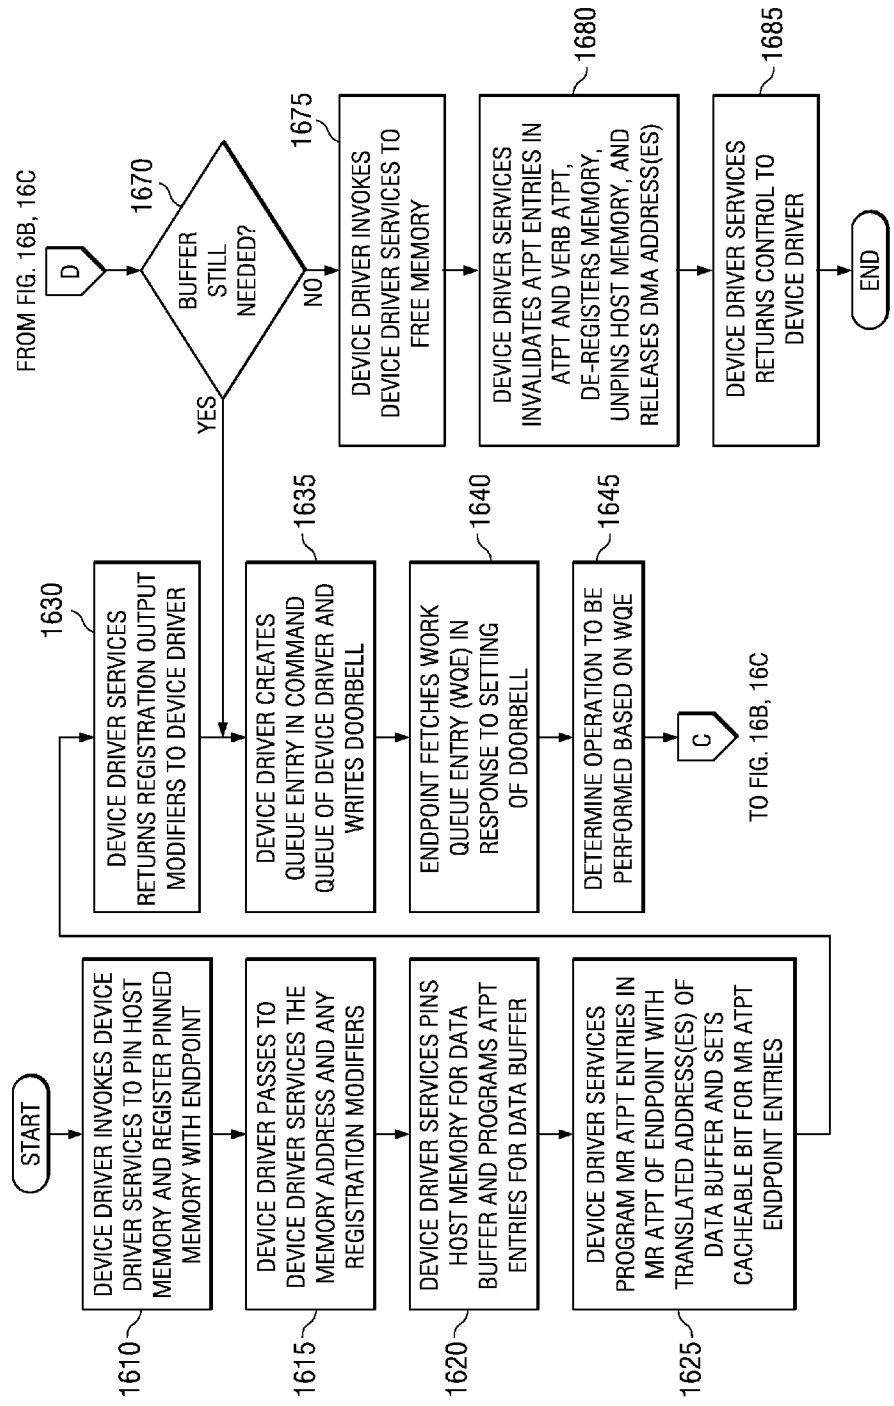 START
DEVICE DRIVER INVOKES DEVICE
DRIVER SERVICES TO PIN HOST
MEMORY AND REGISTER PINNED
MEMORY WITH ENDPOINT
1610
DEVICE DRIVER PASSES TO
DEVICE DRIVER SERVICES THE
MEMORY ADDRESS AND ANY
REGISTRATION MODIFIERS
1615
DEVICE DRIVER SERVICES PINS
HOST MEMORY FOR DATA
BUFFER AND PROGRAMS ATPT
ENTRIES FOR DATA BUFFER
1620
DEVICE DRIVER SERVICES
PROGRAM MR ATPT ENTRIES IN
MR ATPT OF ENDPOINT WITH
TRANSLATED ADDRESS(ES) OF
DATA BUFFER AND SETS
CACHEABLE BIT FOR MR ATPT
ENDPOINT ENTRIES
1625
1630
DEVICE DRIVER SERVICES
RETURNS REGISTRATION OUTPUT
MODIFIERS TO DEVICE DRIVER
1635
DEVICE DRIVER CREATES
QUEUE ENTRY IN COMMAND
QUEUE OF DEVICE DRIVER AND
WRITES DOORBELL
1640
ENDPOINT FETCHES WORK
QUEUE ENTRY (WQE) IN
RESPONSE TO SETTING
OF DOORBELL
1645
DETERMINE OPERATION TO BE
PERFORMED BASED ON WQE
C
TO FIG. 16B, 16C
FROM FIG. 16B, 16C
D
1670
BUFFER
STILL
NEEDED?
YES
NO
1675
DEVICE DRIVER INVOKES
DEVICE DRIVER SERVICES TO
FREE MEMORY
1680
DEVICE DRIVER SERVICES
INVALIDATES ATPT ENTRIES IN
ATPT AND VERB ATPT,
DE-REGISTERS MEMORY,
UNPINS HOST MEMORY, AND
RELEASES DMA ADDRESS(ES)
1685
DEVICE DRIVER SERVICES
RETURNS CONTROL TO
DEVICE DRIVER
END